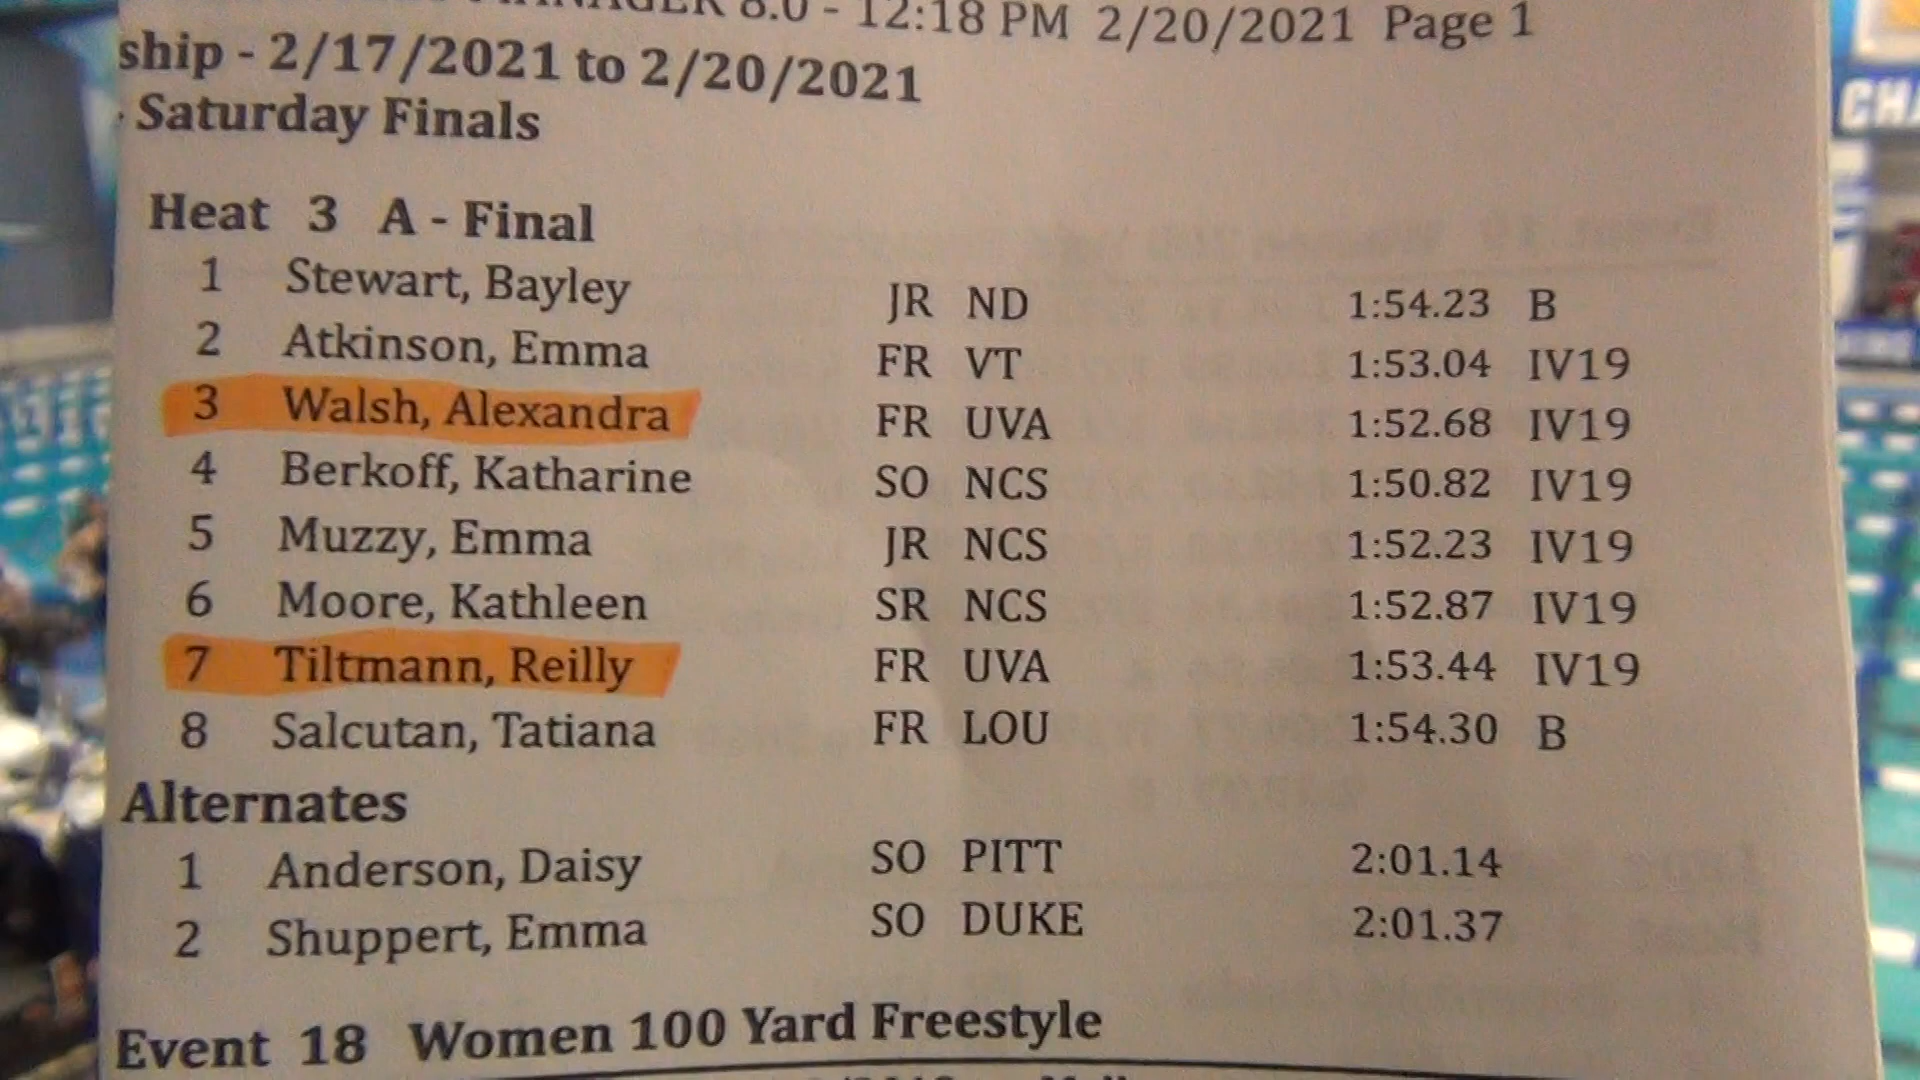 MANAGER 8.0 - 12:18 PM 2/20/2021 Page 1
ship - 2/17/2021 to 2/20/2021
Saturday Finals
Heat 3 A - Final
1 Stewart, Bayley JR ND 1:54.23 B
2 Atkinson, Emma FR VT 1:53.04 IV19
3 Walsh, Alexandra FR UVA 1:52.68 IV19
4 Berkoff, Katharine SO NCS 1:50.82 IV19
5 Muzzy, Emma JR NCS 1:52.23 IV19
6 Moore, Kathleen SR NCS 1:52.87 IV19
7 Tiltmann, Reilly FR UVA 1:53.44 IV19
8 Salcutan, Tatiana FR LOU 1:54.30 B
Alternates
1 Anderson, Daisy SO PITT 2:01.14
2 Shuppert, Emma SO DUKE 2:01.37
Event 18 Women 100 Yard Freestyle
CHA